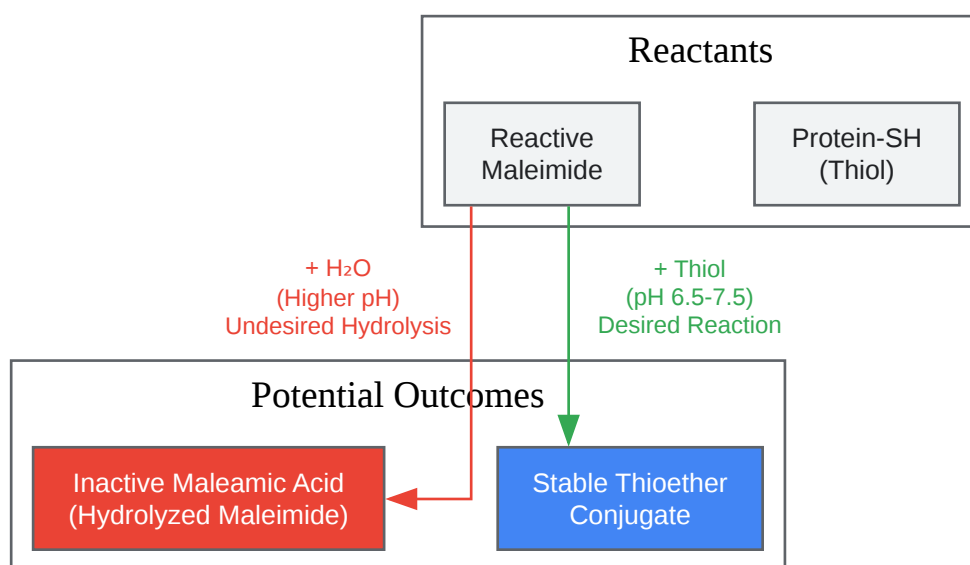 Reactants
Reactive
Maleimide
Protein-SH
(Thiol)
+ H₂O
(Higher pH)
Undesired Hydrolysis
+ Thiol
(pH 6.5-7.5)
Desired Reaction
Potential Outcomes
Inactive Maleamic Acid
(Hydrolyzed Maleimide)
Stable Thioether
Conjugate